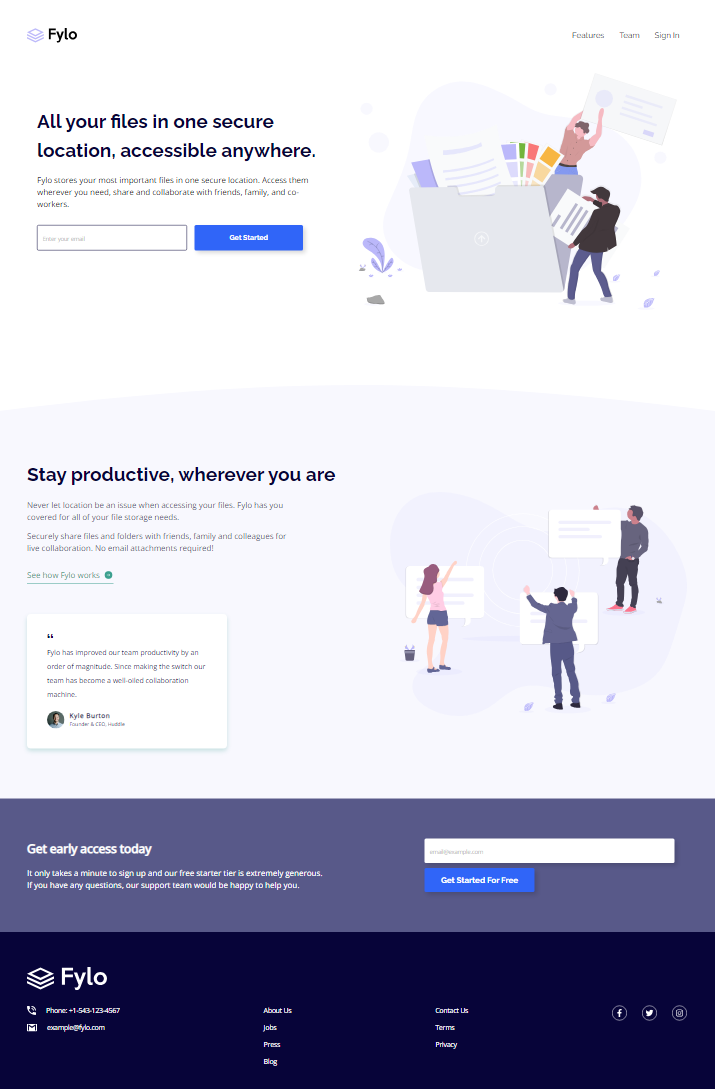 Fylo
Features Team Sign In
All your files in one secure
location, accessible anywhere.
Fylo stores your most important files in one secure location. Access them
wherever you need, share and collaborate with friends, family, and co-
workers.
Enter your email
Get Started
Stay productive, wherever you are
Never let location be an issue when accessing your files. Fylo has you
covered for all of your file storage needs.
Securely share files and folders with friends, family and colleagues for
live collaboration. No email attachments required!
See how Fylo works
“
Fylo has improved our team productivity by an
order of magnitude. Since making the switch our
team has become a well-oiled collaboration
machine.
Kyle Burton
Founder & CEO, Huddle
Get early access today
It only takes a minute to sign up and our free starter tier is extremely generous.
If you have any questions, our support team would be happy to help you.
email@example.com
Get Started For Free
Fylo
Phone: +1-543-123-4567
example@fylo.com
About Us
Jobs
Press
Blog
Contact Us
Terms
Privacy